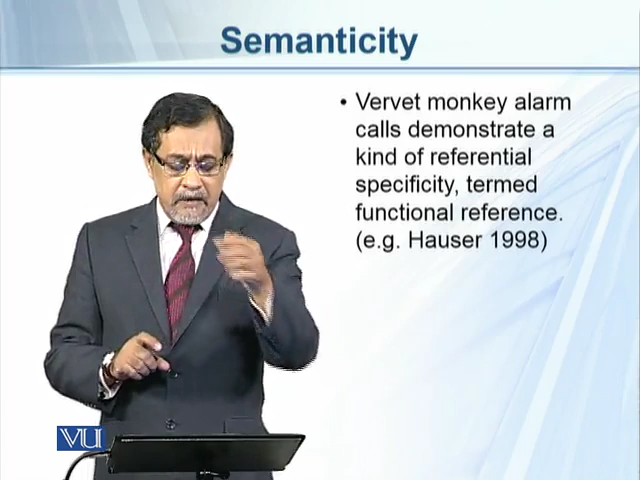 Semanticity
• Vervet monkey alarm
calls demonstrate a
kind of referential
specificity, termed
functional reference.
(e.g. Hauser 1998)
VU